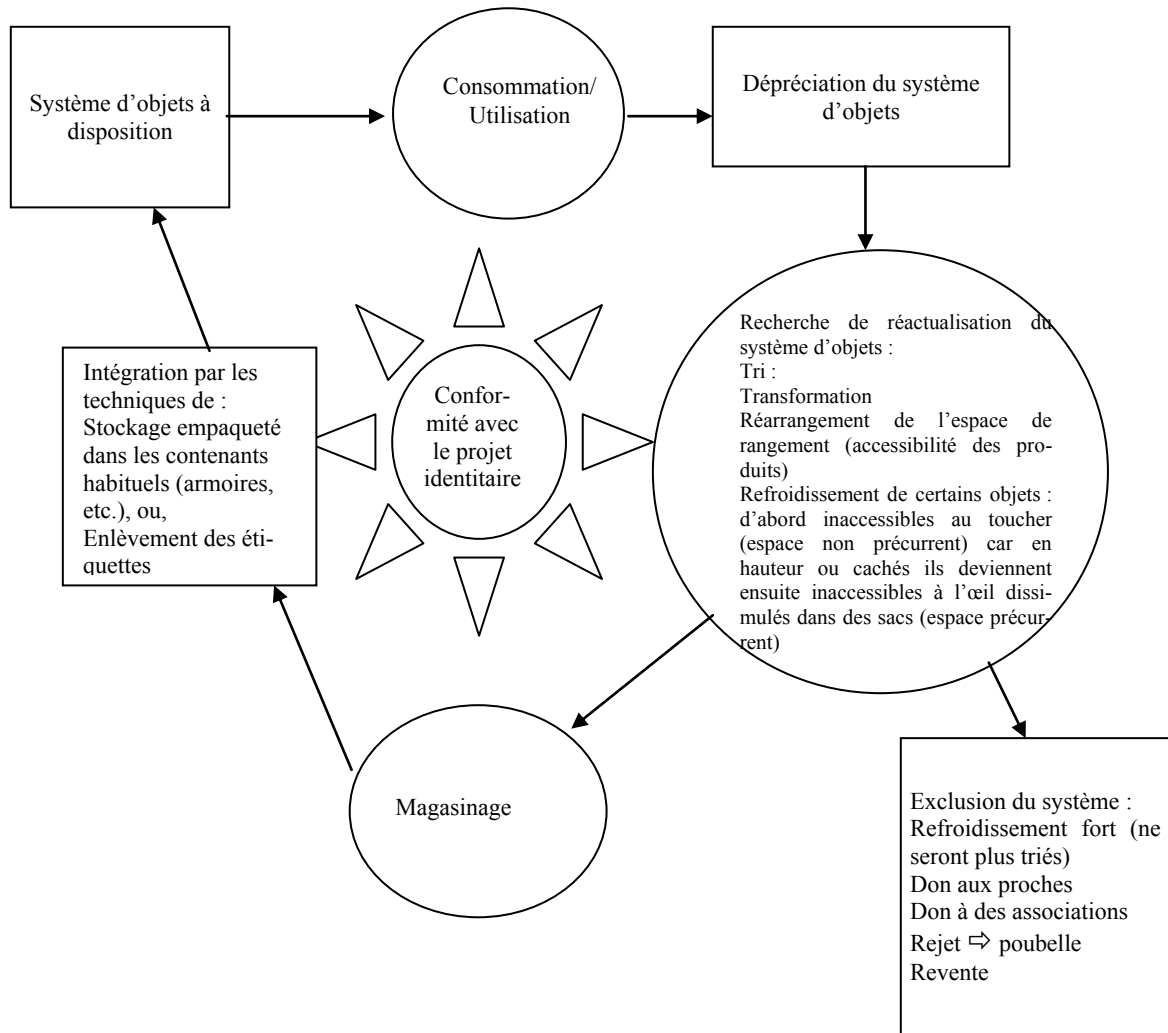 Système d’objets à
disposition
Consommation/
Utilisation
Dépréciation du système
d’objets
Recherche de réactualisation du
système d’objets :
Tri :
Transformation
Réarrangement de l’espace de
rangement (accessibilité des pro-
duits)
Refroidissement de certains objets :
d’abord inaccessibles au toucher
(espace non précurrent) car en
hauteur ou cachés ils deviennent
ensuite inaccessibles à l’œil dissi-
mulés dans des sacs (espace précur-
rent)
Intégration par les
techniques de :
Stockage empaqueté
dans les contenants
habituels (armoires,
etc.), ou,
Enlèvement des éti-
quettes
Confor-
mité avec
le projet
identitaire
Magasinage
Exclusion du système :
Refroidissement fort (ne
seront plus triés)
Don aux proches
Don à des associations
Rejet ⇨ poubelle
Revente